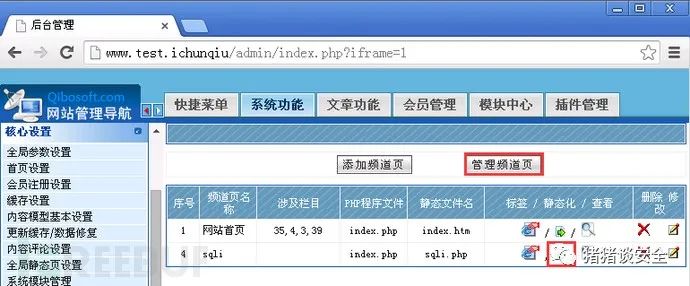 后台管理
www.test.ichunqiu/admin/index.php?iframe=1
Qibosoft.com
网站管理导航
快捷菜单 系统功能 文章功能 会员管理 模块中心 插件管理
核心设置
全局参数设置
首页设置
会员注册设置
缓存设置
内容模型基本设置
更新缓存/数据修复
内容评论设置
全局静态页设置
系统模块管理
添加频道页 管理频道页
序号 频道页名称 涉及栏目 PHP程序文件 静态文件名 标签 / 静态化 / 查看 删除 修改
1 网站首页 35,4,3,39 index.php index.htm / /
4 sqli index.php sqli.php /
猪猪谈安全
REEBUF